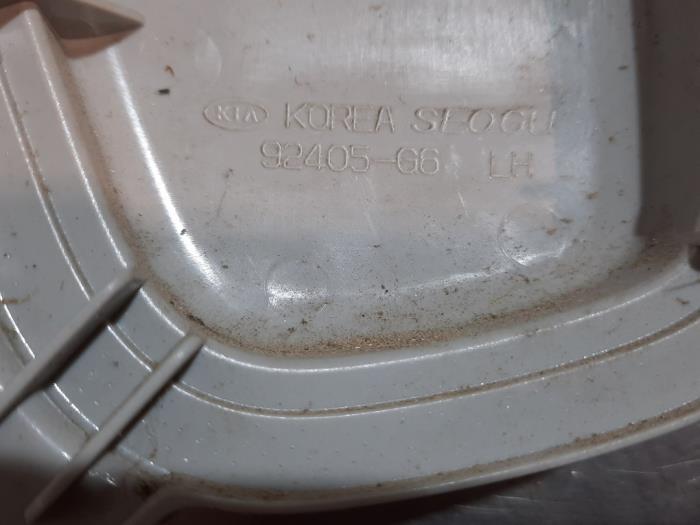 KIA KOREA SEOGU
92405-G6 LH